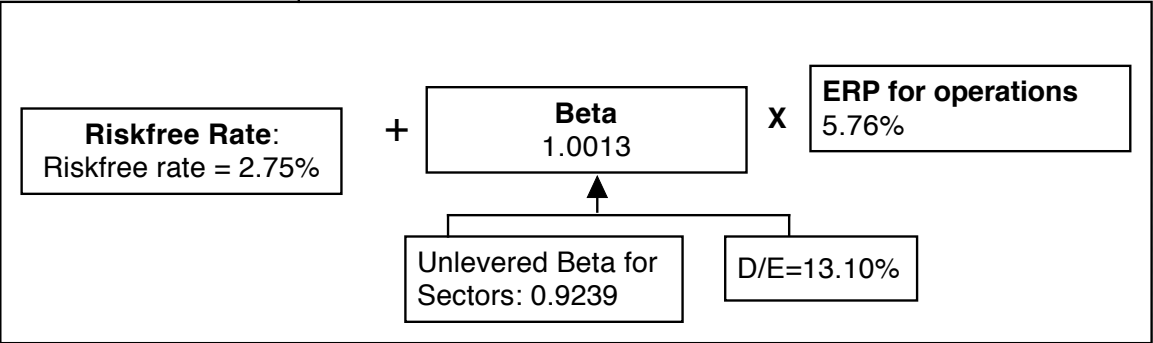 Riskfree Rate:
Riskfree rate = 2.75%
+
Beta
1.0013
X
ERP for operations
5.76%
Unlevered Beta for
Sectors: 0.9239
D/E=13.10%